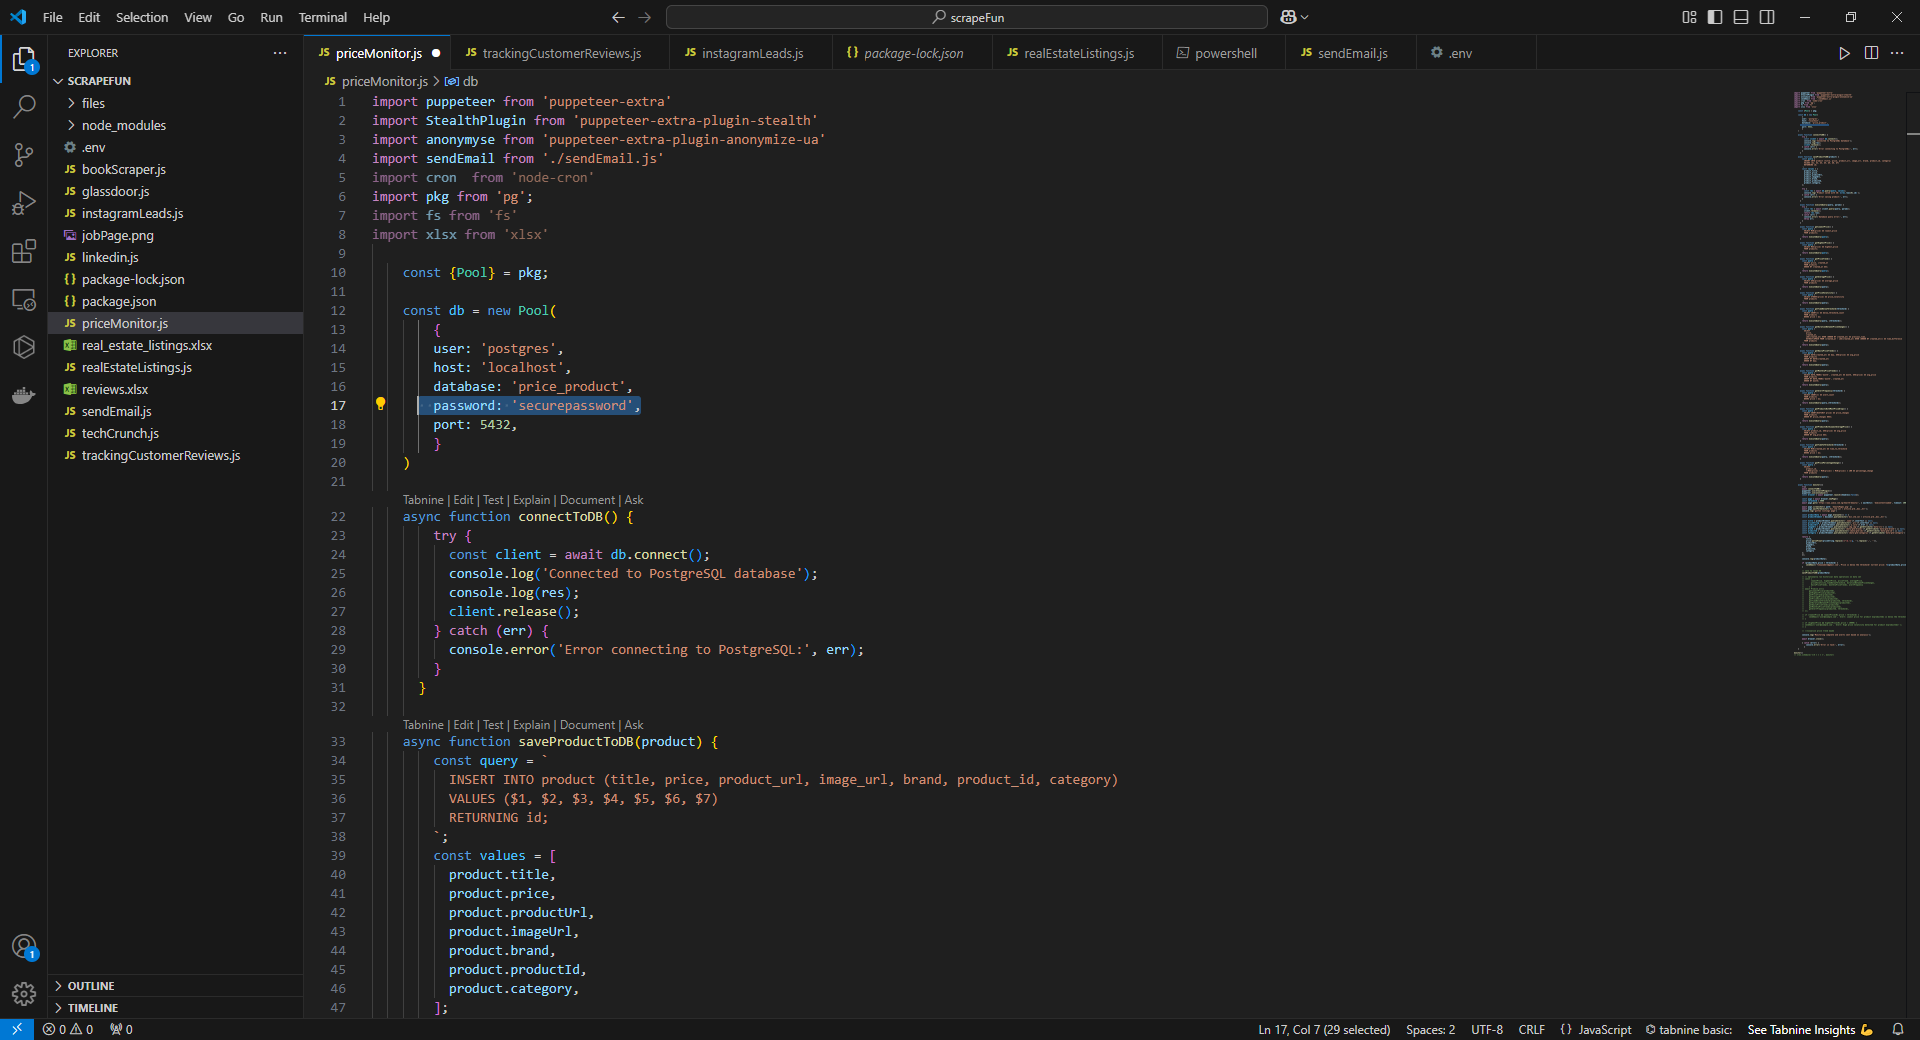 File Edit Selection View Go Run Terminal Help
scrapeFun
EXPLORER
priceMonitor.js
trackingCustomerReviews.js
instagramLeads.js
package-lock.json
realEstateListings.js
powershell
sendEmail.js
.env
SCRAPEFUN
files
node_modules
.env
bookScraper.js
glassdoor.js
instagramLeads.js
jobPage.png
linkedin.js
package-lock.json
package.json
priceMonitor.js
real_estate_listings.xlsx
realEstateListings.js
reviews.xlsx
sendEmail.js
techCrunch.js
trackingCustomerReviews.js
OUTLINE
TIMELINE
JS priceMonitor.js > db
1 import puppeteer from 'puppeteer-extra'
2 import StealthPlugin from 'puppeteer-extra-plugin-stealth'
3 import anonymyse from 'puppeteer-extra-plugin-anonymize-ua'
4 import sendEmail from './sendEmail.js'
5 import cron  from 'node-cron'
6 import pkg from 'pg';
7 import fs from 'fs'
8 import xlsx from 'xlsx'
9
10 const {Pool} = pkg;
11
12 const db = new Pool(
13 {
14 user: 'postgres',
15 host: 'localhost',
16 database: 'price_product',
17 password: 'securepassword',
18 port: 5432,
19 }
20 )
21
Tabnine | Edit | Test | Explain | Document | Ask
22 async function connectToDB() {
23 try {
24 const client = await db.connect();
25 console.log('Connected to PostgreSQL database');
26 console.log(res);
27 client.release();
28 } catch (err) {
29 console.error('Error connecting to PostgreSQL:', err);
30 }
31 }
32
Tabnine | Edit | Test | Explain | Document | Ask
33 async function saveProductToDB(product) {
34 const query = `
35 INSERT INTO product (title, price, product_url, image_url, brand, product_id, category)
36 VALUES ($1, $2, $3, $4, $5, $6, $7)
37 RETURNING id;
38 `;
39 const values = [
40 product.title,
41 product.price,
42 product.productUrl,
43 product.imageUrl,
44 product.brand,
45 product.productId,
46 product.category,
47 ];
0 0 0 Ln 17, Col 7 (29 selected) Spaces: 2 UTF-8 CRLF {} JavaScript tabnine basic: See Tabnine Insights